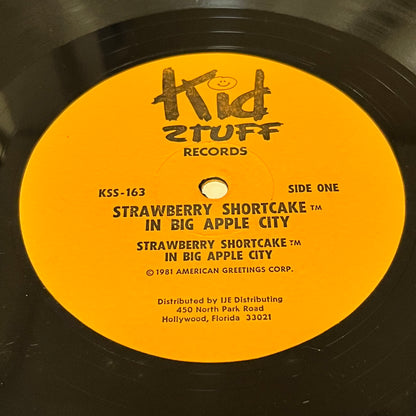 Kid
STUFF
RECORDS
KSS-163
SIDE ONE
STRAWBERRY SHORTCAKE™
IN BIG APPLE CITY
STRAWBERRY SHORTCAKE™
IN BIG APPLE CITY
© 1981 AMERICAN GREETINGS CORP.
Distributed by IJE Distributing
450 North Park Road
Hollywood, Florida 33021